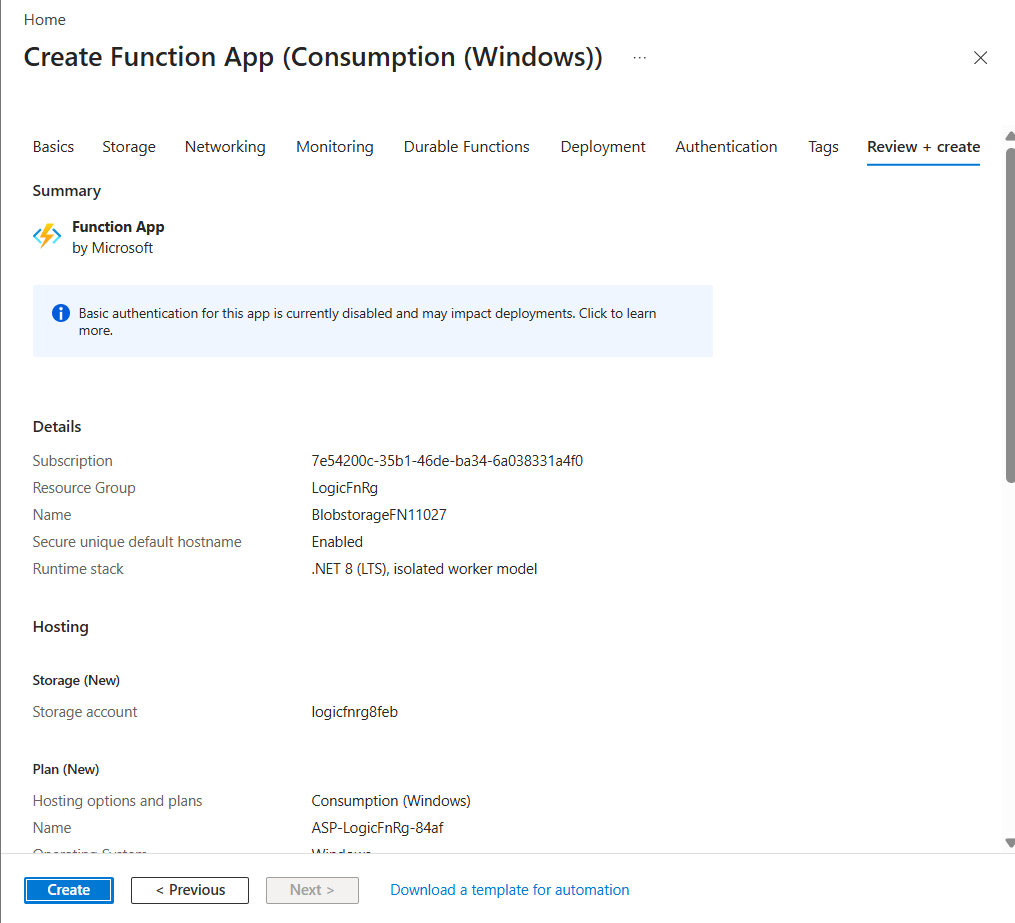 Home
Create Function App (Consumption (Windows)) ...
Basics Storage Networking Monitoring Durable Functions Deployment Authentication Tags Review + create
Summary
Function App
by Microsoft
Basic authentication for this app is currently disabled and may impact deployments. Click to learn
more.
Details
Subscription 7e54200c-35b1-46de-ba34-6a038331a4f0
Resource Group LogicFnRg
Name BlobstorageFN11027
Secure unique default hostname Enabled
Runtime stack .NET 8 (LTS), isolated worker model
Hosting
Storage (New)
Storage account logicfnrg8feb
Plan (New)
Hosting options and plans Consumption (Windows)
Name ASP-LogicFnRg-84af
Operating System Windows
Create < Previous Next > Download a template for automation